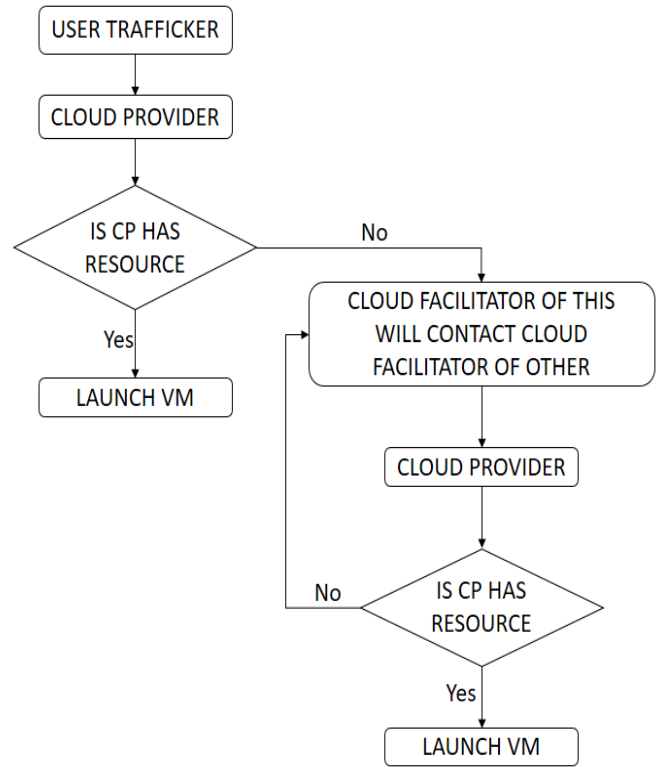 USER TRAFFICKER
CLOUD PROVIDER
IS CP HAS
RESOURCE
No
Yes
LAUNCH VM
CLOUD FACILITATOR OF THIS
WILL CONTACT CLOUD
FACILITATOR OF OTHER
CLOUD PROVIDER
IS CP HAS
RESOURCE
No
Yes
LAUNCH VM